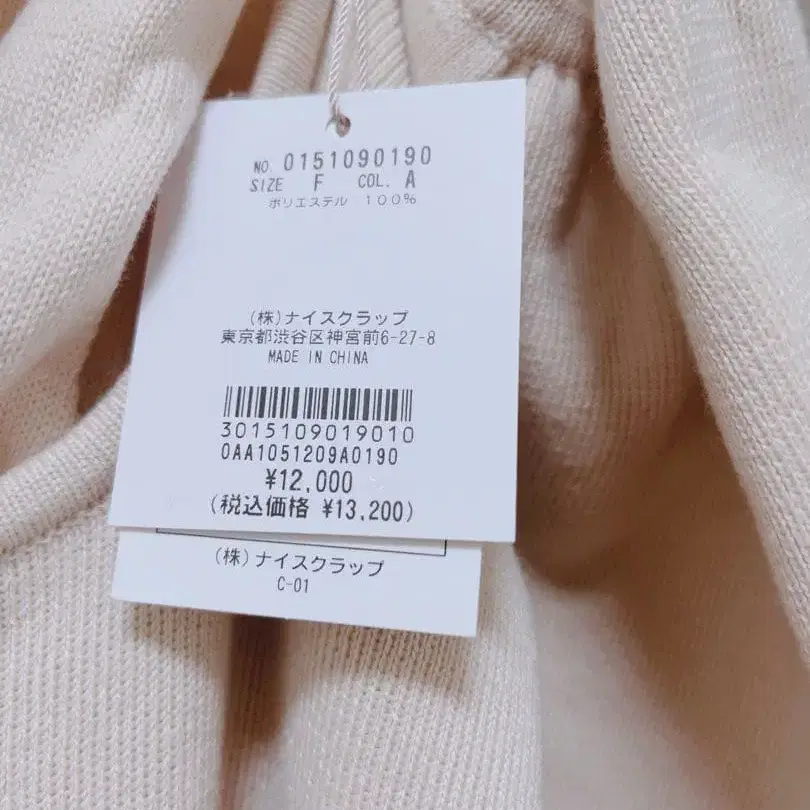 NO 0151090190
SIZE F COL. A
ポリエステル 100%
(株)ナイスクラップ
東京都渋谷区神宮前6-27-8
MADE IN CHINA
3015109019010
0AA1051209A0190
¥12,000
(税込価格 ¥13,200)
(株)ナイスクラップ
C-01